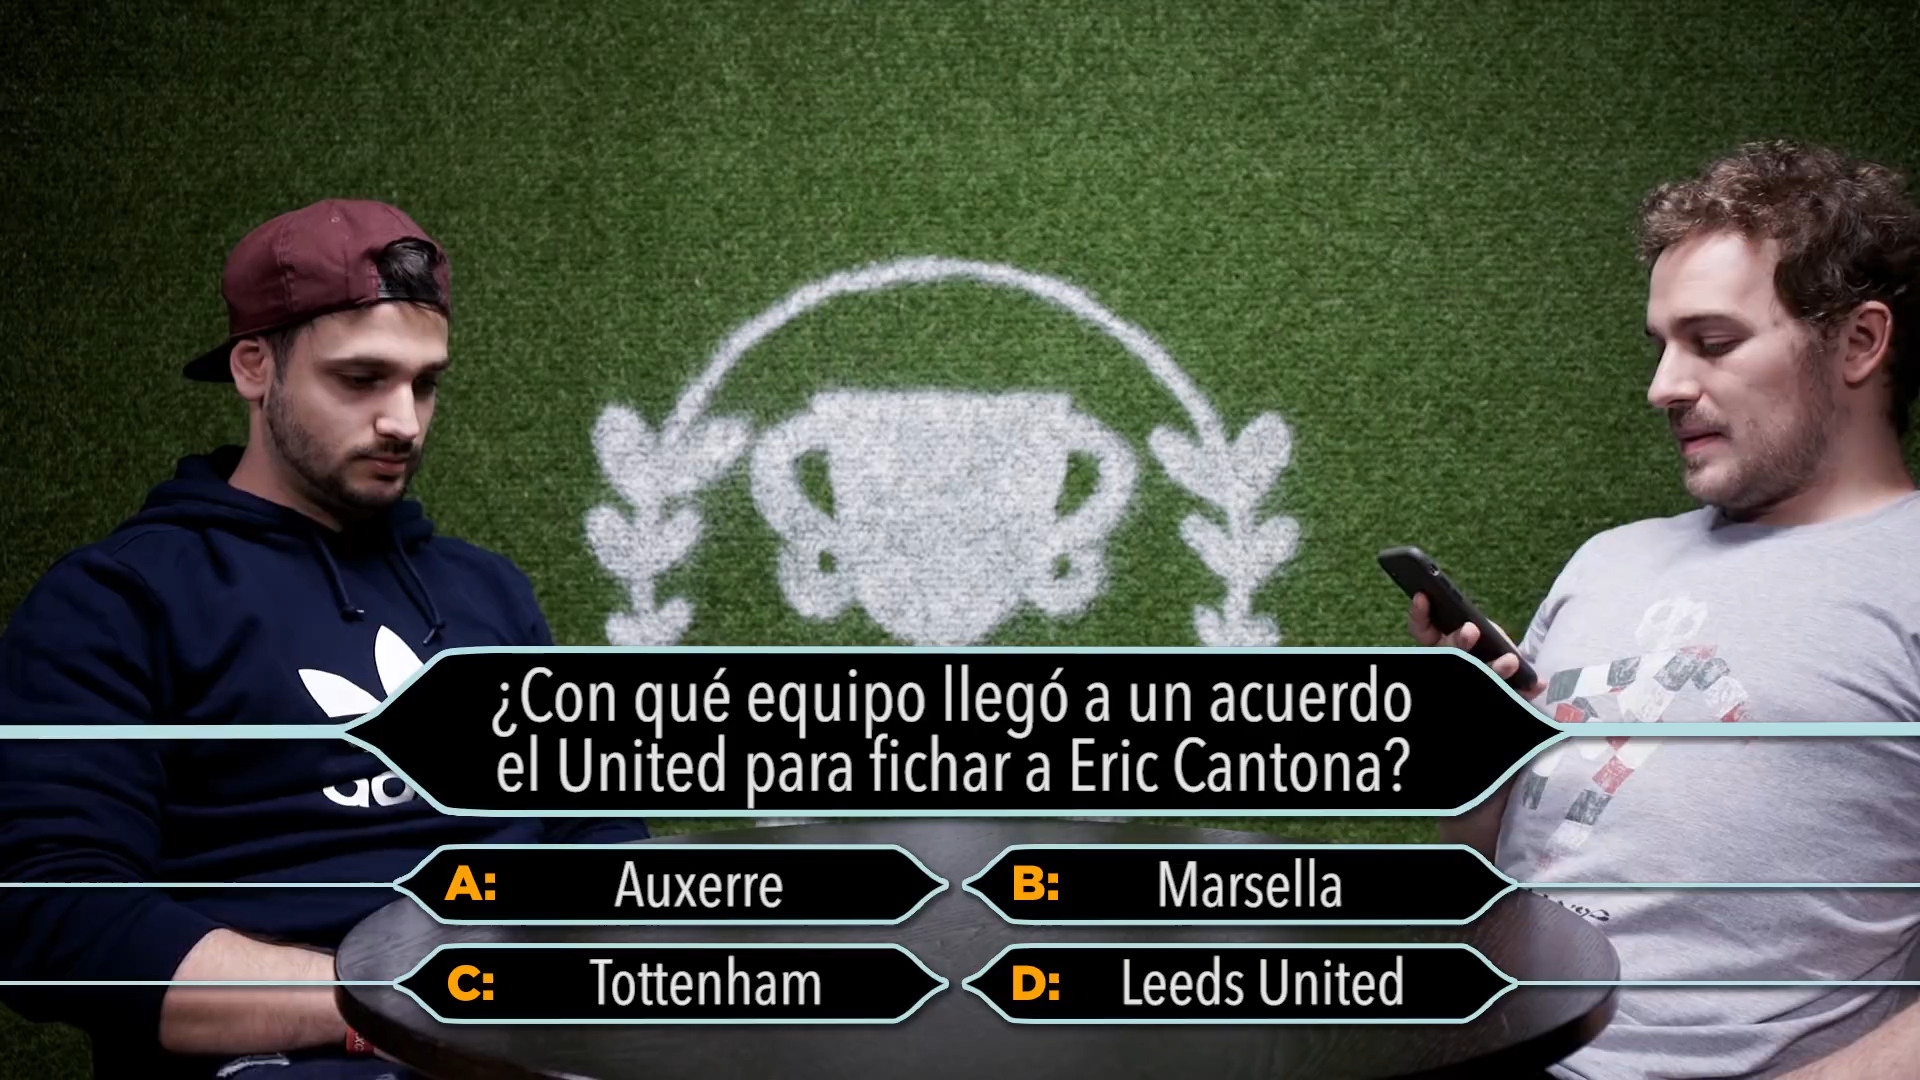 ¿Con qué equipo llegó a un acuerdo
el United para fichar a Eric Cantona?
A: Auxerre
B: Marsella
C: Tottenham
D: Leeds United